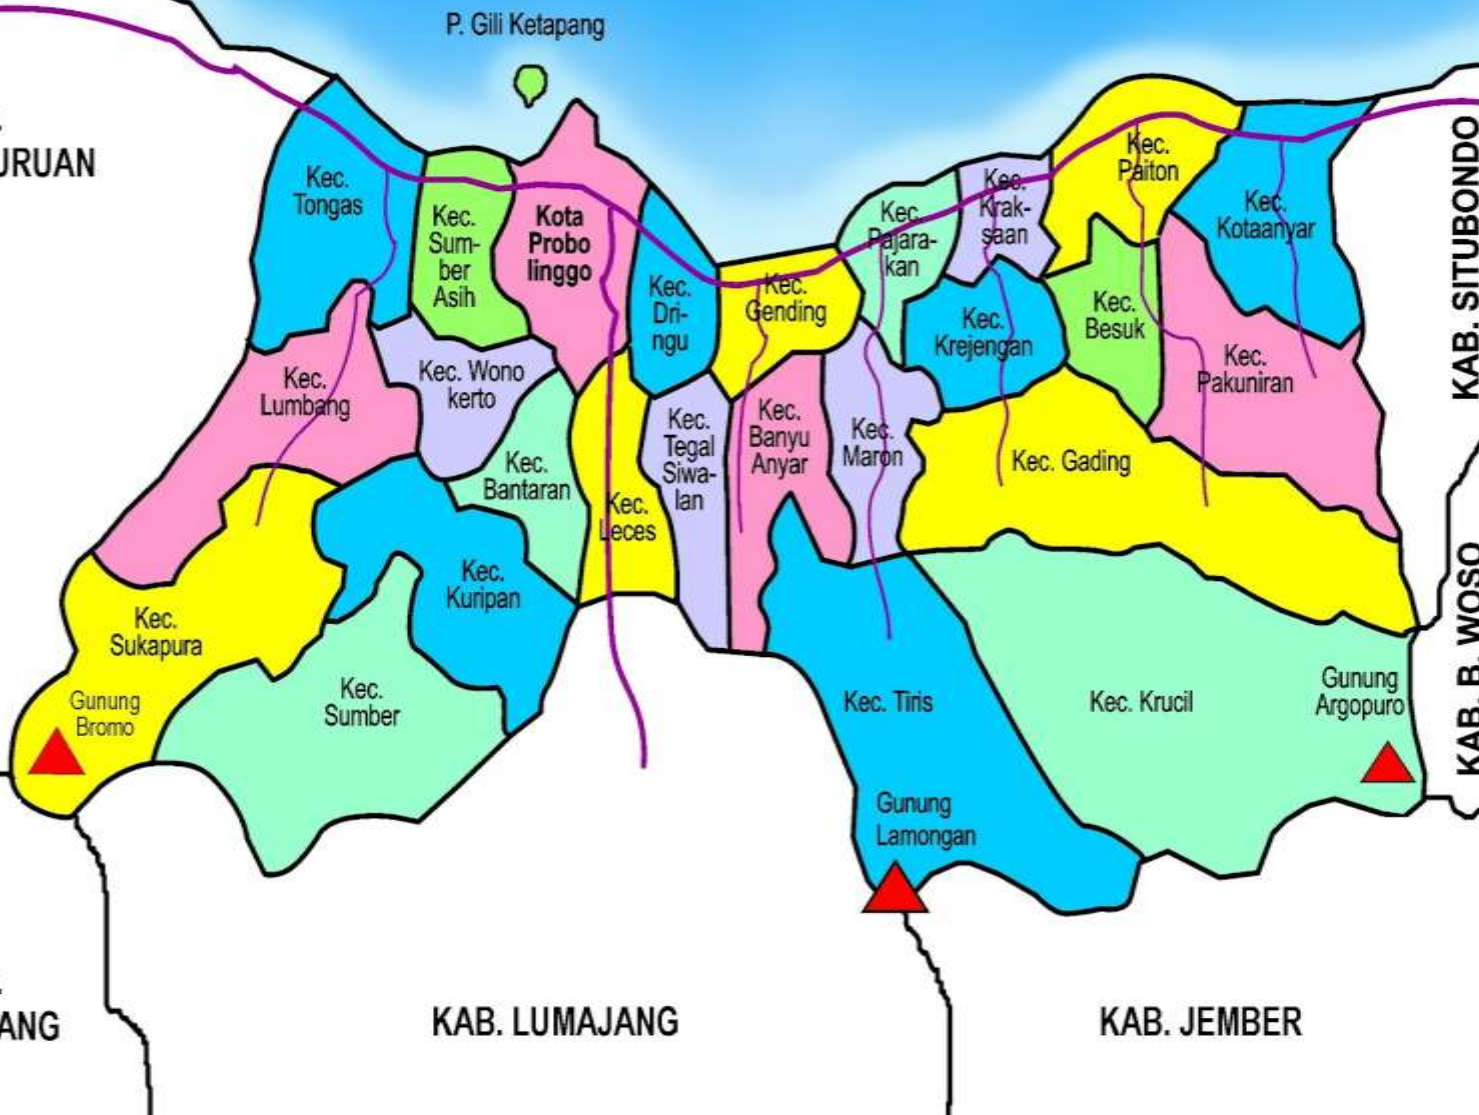 P. Gili Ketapang
URUAN
Kec.
Tongas
Kec.
Sum-
ber
Asih
Kota
Probo
linggo
Kec.
Dri-
ngu
Kec.
Gending
Kec.
Pajara-
kan
Kec.
Krak-
saan
Kec.
Paiton
Kec.
Kotaanyar
KAB. SITUBONDO
Kec.
Lumbang
Kec. Wono
kerto
Kec.
Bantaran
Kec.
Leces
Kec.
Tegal
Siwa-
lan
Kec.
Banyu
Anyar
Kec.
Maron
Kec.
Krejengan
Kec.
Besuk
Kec.
Pakuniran
Kec. Gading
Kec.
Sukapura
Kec.
Kuripan
Kec.
Sumber
Gunung
Bromo
Kec. Tiris
Kec. Krucil
Gunung
Argopuro
KAB. B. WOSO
Gunung
Lamongan
ANG
KAB. LUMAJANG
KAB. JEMBER